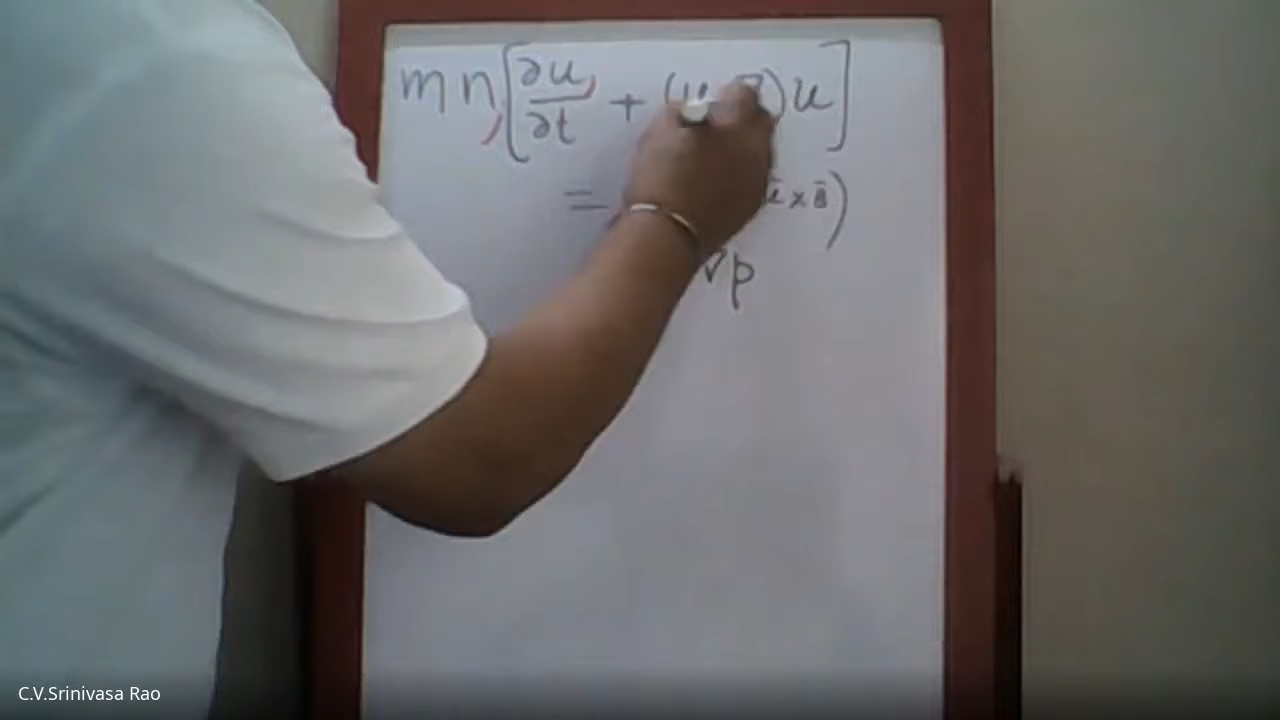 mn[∂u/∂t + (u )u]
= ū×B̄)
∇p
C.V.Srinivasa Rao